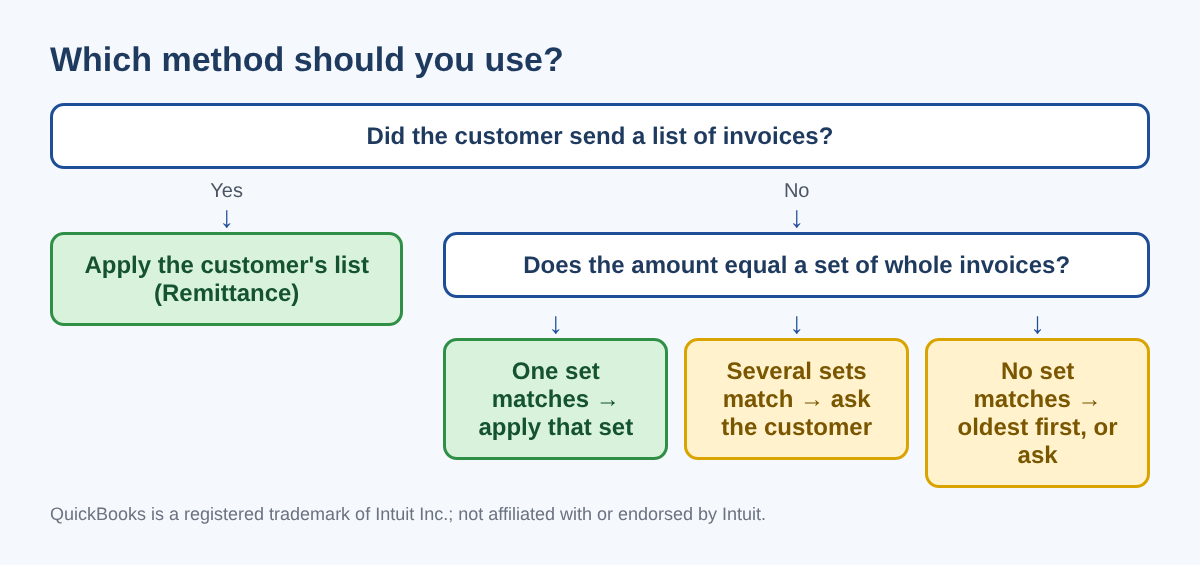 Which method should you use?
Did the customer send a list of invoices?
Yes
No
↓
↓
Apply the customer's list
(Remittance)
Does the amount equal a set of whole invoices?
↓
↓
↓
One set
matches →
apply that set
Several sets
match → ask
the customer
No set
matches →
oldest first, or
ask
QuickBooks is a registered trademark of Intuit Inc.; not affiliated with or endorsed by Intuit.